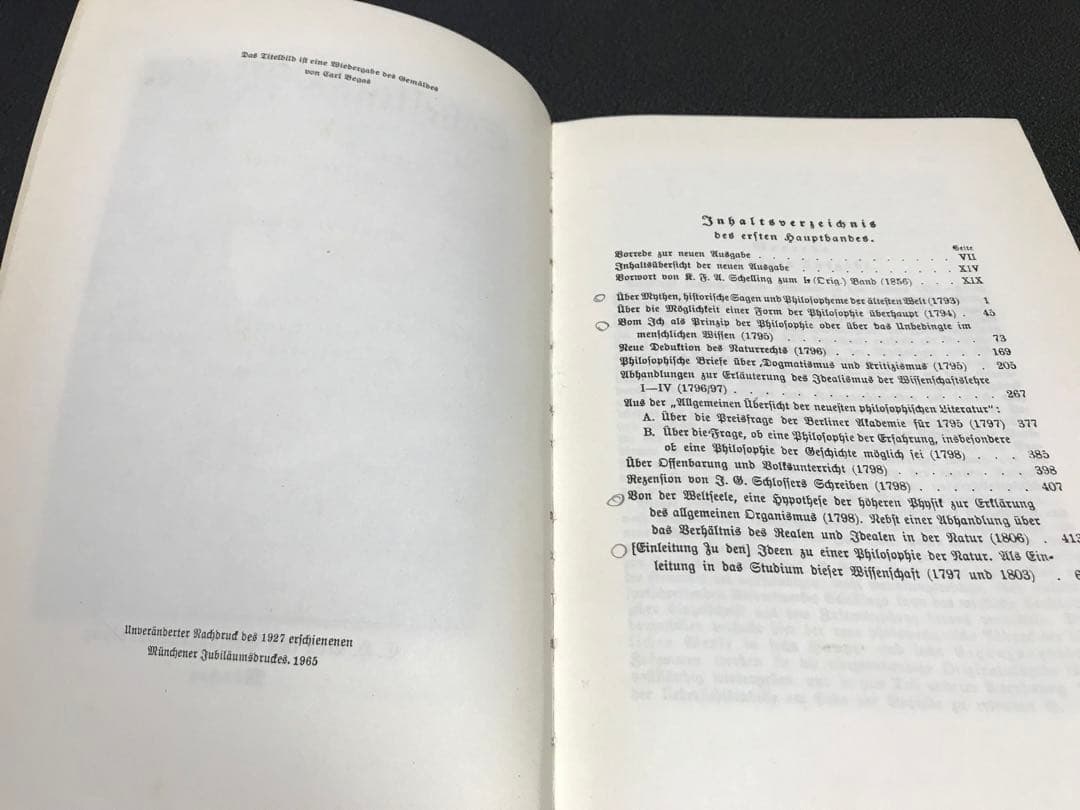 Das Titelbild ist eine Wiedergabe des Gemäldes
von Carl Begas
Unveränderter Nachdruck des 1927 erschienenen
Münchener Jubiläumsdruckes. 1965
Inhaltsverzeichnis
des ersten Hauptbandes.
Seite
Vorrede zur neuen Ausgabe . . . . . . . . . . . . VII
Inhaltsübersicht der neuen Ausgabe . . . . . . . . . XIV
Vorwort von K. F. A. Schelling zum 1. (Orig.) Band (1856) . . . XIX
Über Mythen, historische Sagen und Philosopheme der ältesten Welt (1793) 1
Über die Möglichkeit einer Form der Philosophie überhaupt (1794) . 45
Vom Ich als Prinzip der Philosophie oder über das Unbedingte im
menschlichen Wissen (1795) . . . . . . . . . . . 73
Neue Deduktion des Naturrechts (1796) . . . . . . . . . 169
Philosophische Briefe über Dogmatismus und Kritizismus (1795) . 205
Abhandlungen zur Erläuterung des Idealismus der Wissenschaftslehre
I—IV (1796/97) . . . . . . . . . . . . . . 267
Aus der „Allgemeinen Übersicht der neuesten philosophischen Literatur“:
A. Über die Preisfrage der Berliner Akademie für 1795 (1797) 377
B. Über die Frage, ob eine Philosophie der Erfahrung, insbesondere
ob eine Philosophie der Geschichte möglich sei (1798) . . . 385
Über Offenbarung und Volksunterricht (1798) . . . . . . . 398
Rezension von J. G. Schlossers Schreiben (1798) . . . . . . 407
Von der Weltseele, eine Hypothese der höheren Physik zur Erklärung
des allgemeinen Organismus (1798). Nebst einer Abhandlung über
das Verhältnis des Realen und Idealen in der Natur (1806) . 413
[Einleitung Zu den] Ideen zu einer Philosophie der Natur. Als Ein-
leitung in das Studium dieser Wissenschaft (1797 und 1803) . 6